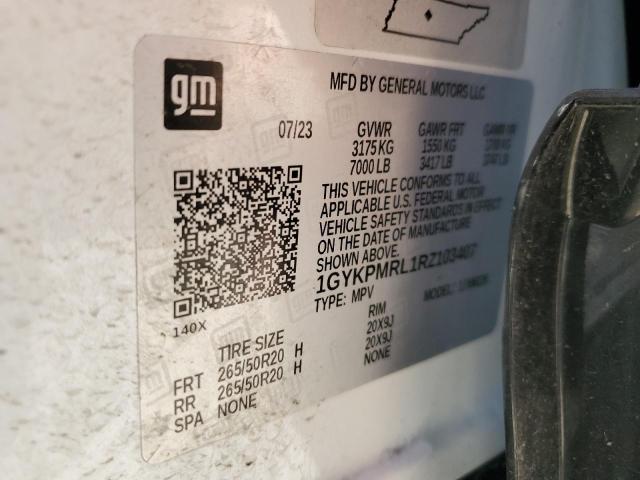 gm
MFD BY GENERAL MOTORS LLC
07/23 GVWR GAWR FRT GAWR RR
3175 KG 1550 KG
7000 LB 3417 LB
THIS VEHICLE CONFORMS TO ALL
APPLICABLE U.S. FEDERAL MOTOR
VEHICLE SAFETY STANDARDS IN EFFECT
ON THE DATE OF MANUFACTURE
SHOWN ABOVE.
1GYKPMRL1RZ103407
TYPE: MPV MODEL:
140X
TIRE SIZE RIM
FRT 265/50R20 H 20X9J
RR 265/50R20 H 20X9J
SPA NONE NONE